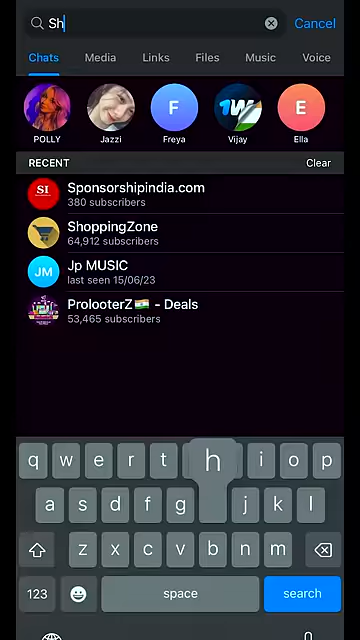 Sh
Cancel
Chats Media Links Files Music Voice
F
1W
E
POLLY Jazzi Freya Vijay Ella
RECENT Clear
SI
Sponsorshipindia.com
380 subscribers
ShoppingZone
64,912 subscribers
JM
Jp MUSIC
last seen 15/06/23
ProlooterZ🇮🇳 - Deals
53,465 subscribers
q w e r t h i o p
a s d f g j k l
z x c v b n m
123 space search